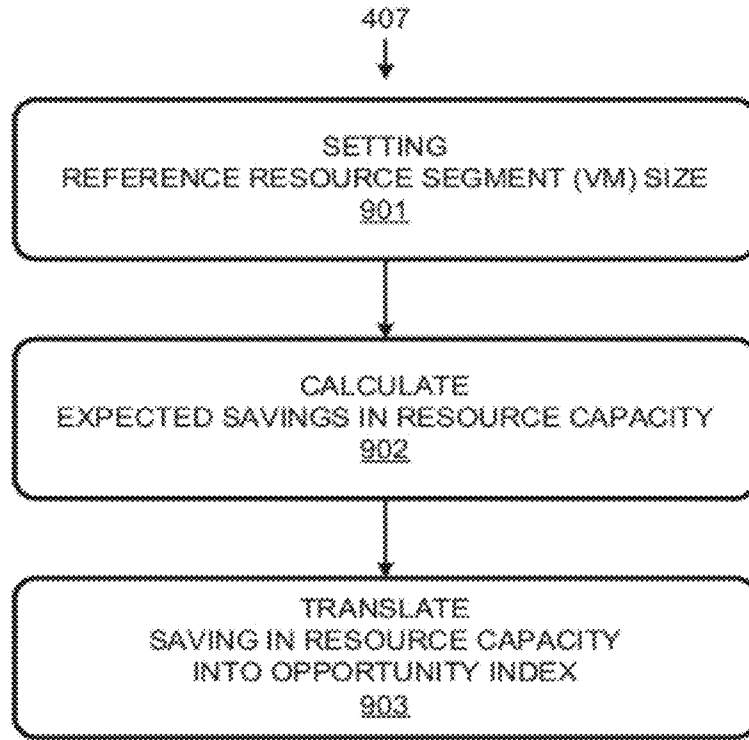 407
SETTING
REFERENCE RESOURCE SEGMENT (VM) SIZE
901
CALCULATE
EXPECTED SAVINGS IN RESOURCE CAPACITY
902
TRANSLATE
SAVING IN RESOURCE CAPACITY
INTO OPPORTUNITY INDEX
903